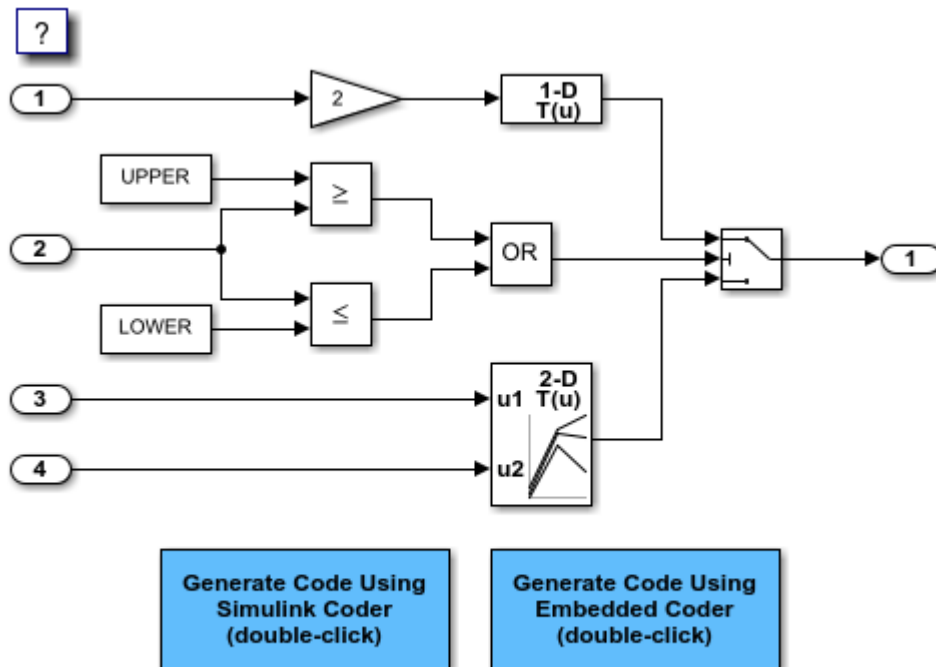 ?
1
2
1-D
T(u)
UPPER
≥
2
OR
1
LOWER
≤
3
u1
2-D
T(u)
4
u2
Generate Code Using
Simulink Coder
(double-click)
Generate Code Using
Embedded Coder
(double-click)